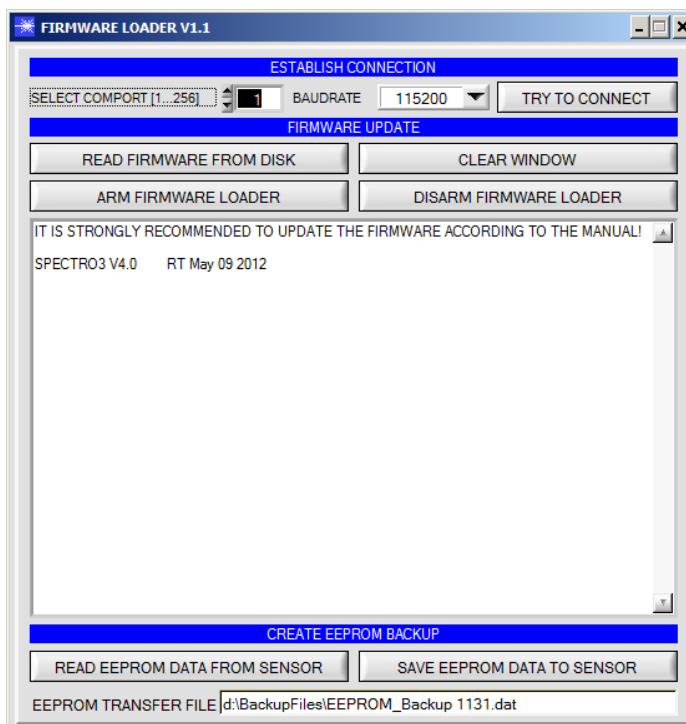 FIRMWARE LOADER V1.1
ESTABLISH CONNECTION
SELECT COMPORT [1...256] 1 BAUDRATE 115200 TRY TO CONNECT
FIRMWARE UPDATE
READ FIRMWARE FROM DISK CLEAR WINDOW
ARM FIRMWARE LOADER DISARM FIRMWARE LOADER
IT IS STRONGLY RECOMMENDED TO UPDATE THE FIRMWARE ACCORDING TO THE MANUAL!
SPECTRO3 V4.0 RT May 09 2012
CREATE EEPROM BACKUP
READ EEPROM DATA FROM SENSOR SAVE EEPROM DATA TO SENSOR
EEPROM TRANSFER FILE d:\BackupFiles\EEPROM_Backup 1131.dat